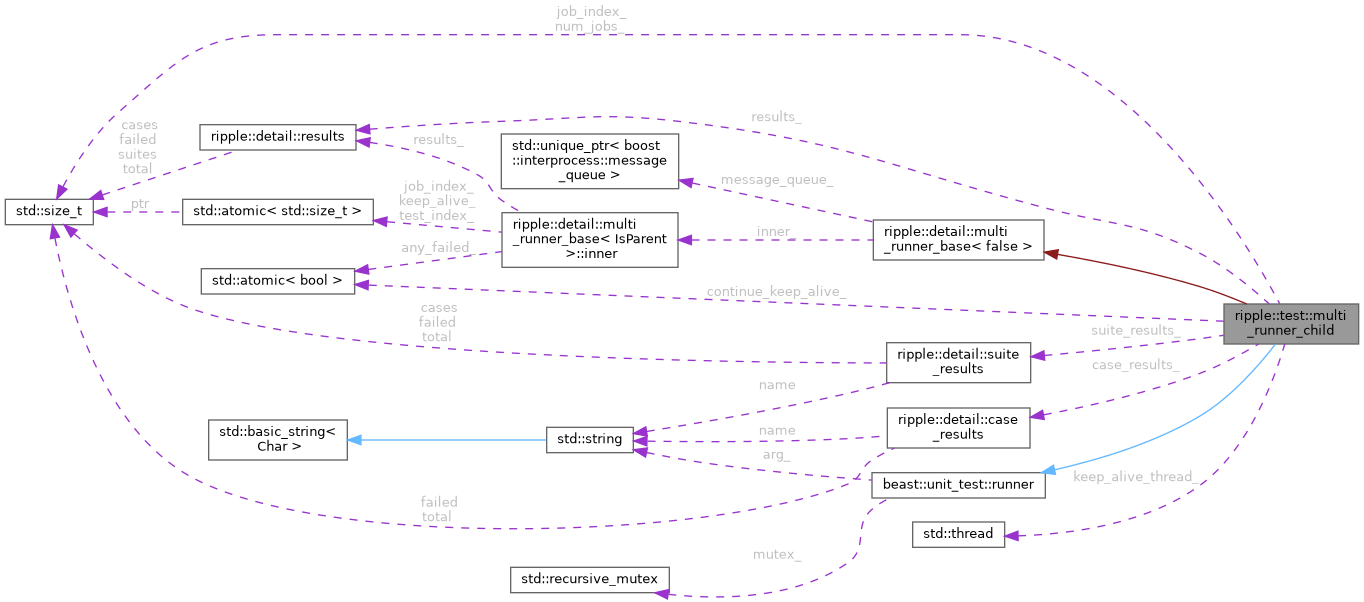 job_index_
num_jobs_
results_
cases
failed
suites
total
ripple::detail::results
results_
std::unique_ptr< boost
::interprocess::message
_queue >
message_queue_
job_index_
keep_alive_
test_index_
std::size_t
ptr
std::atomic< std::size_t >
ripple::detail::multi
_runner_base< IsParent
>::inner
inner_
ripple::detail::multi
_runner_base< false >
any_failed_
std::atomic< bool >
continue_keep_alive_
ripple::test::multi
_runner_child
cases
failed
total
suite_results_
ripple::detail::suite
_results
case_results_
name
ripple::detail::case
_results
name
std::basic_string<
Char >
std::string
arg_
beast::unit_test::runner
keep_alive_thread_
failed
total
std::thread
mutex_
std::recursive_mutex